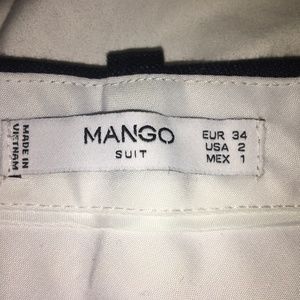 MADE IN
VIETNAM
MANGO
SUIT
EUR 34
USA 2
MEX 1